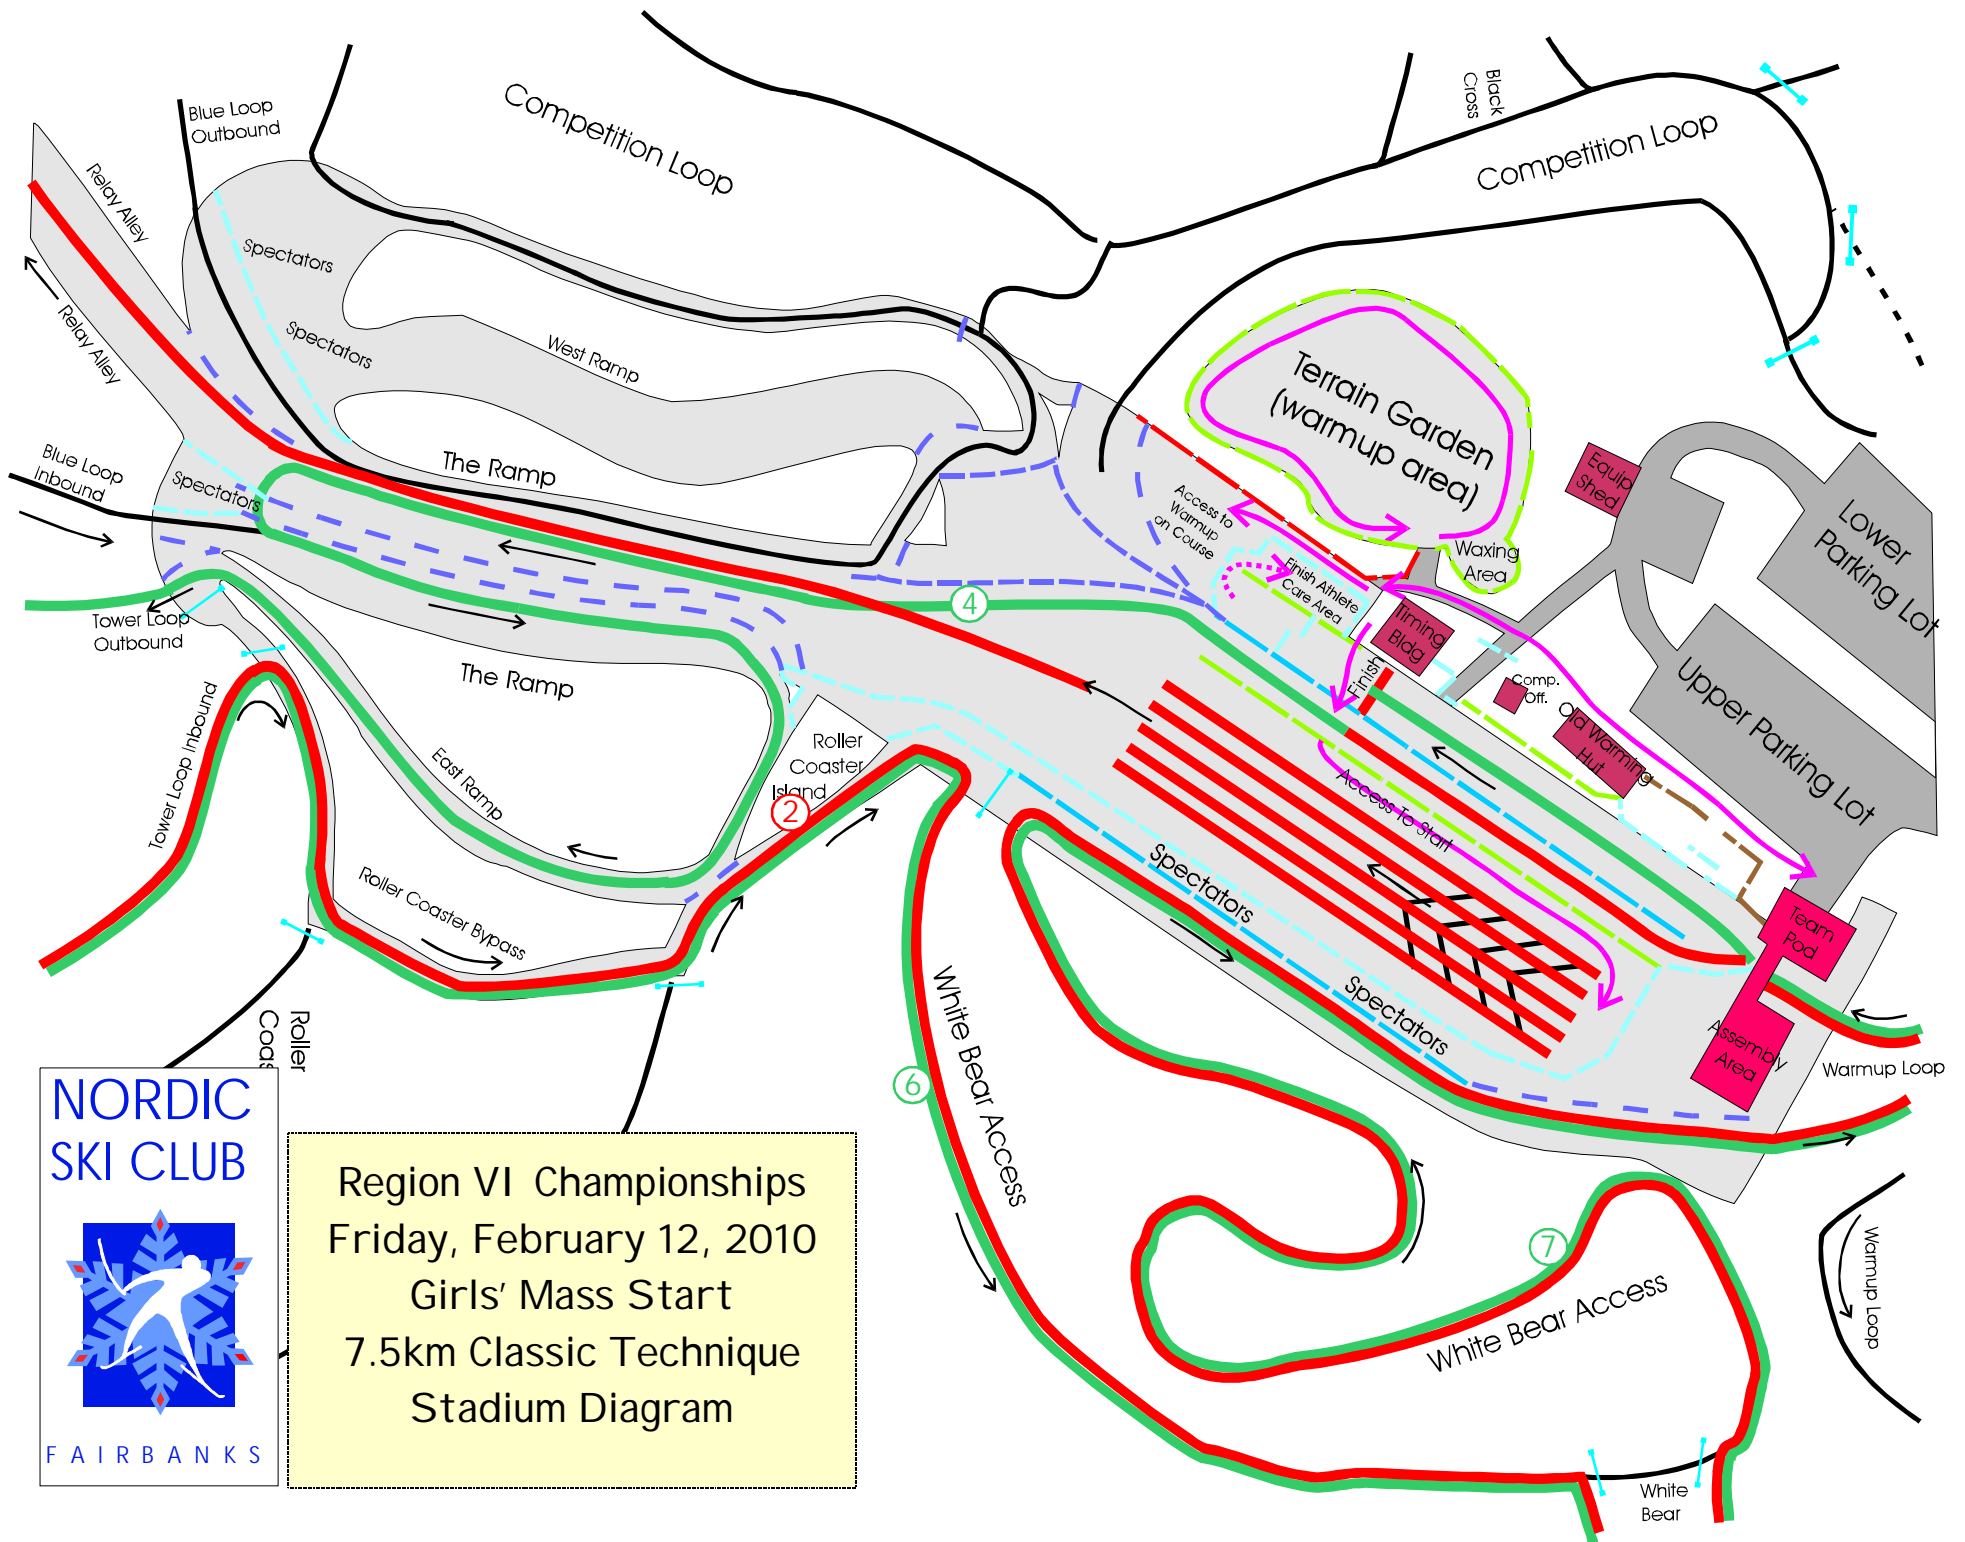 Blue Loop
Outbound
Competition Loop
Black
Cross
Competition Loop
Relay Alley
Spectators
Relay Alley
Spectators
West Ramp
Terrain Garden
(warmup area)
Equip
Shed
Lower
Parking Lot
Blue Loop
Inbound
Spectators
The Ramp
Access to
Warmup
on Course
Waxing
Area
Finish Athlete
Care Area
4
Timing
Bldg
Tower Loop
Outbound
The Ramp
Finish
Comp.
Off.
Old Warming
Hut
Upper Parking Lot
Tower Loop Inbound
East Ramp
Roller
Coaster
Island
2
Access To Start
Roller Coaster Bypass
Spectators
Spectators
Team
Pod
Assembly
Area
Warmup Loop
White Bear Access
6
Roller
Coas
NORDIC
SKI CLUB
FAIRBANKS
Region VI Championships
Friday, February 12, 2010
Girls' Mass Start
7.5km Classic Technique
Stadium Diagram
7
White Bear Access
Warmup Loop
White
Bear